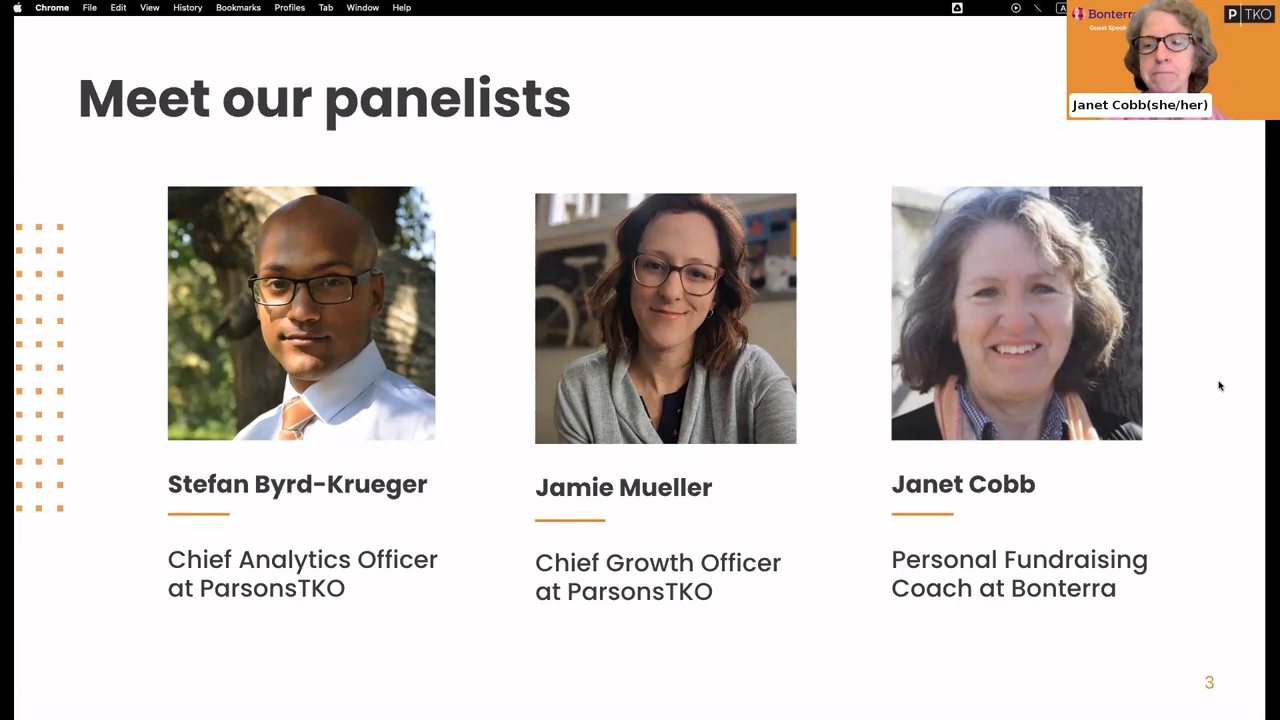 Chrome File Edit View History Bookmarks Profiles Tab Window Help
P TKO
Guest Speak
Janet Cobb(she/her)
Meet our panelists
Stefan Byrd-Krueger
Chief Analytics Officer
at ParsonsTKO
Jamie Mueller
Chief Growth Officer
at ParsonsTKO
Janet Cobb
Personal Fundraising
Coach at Bonterra
3